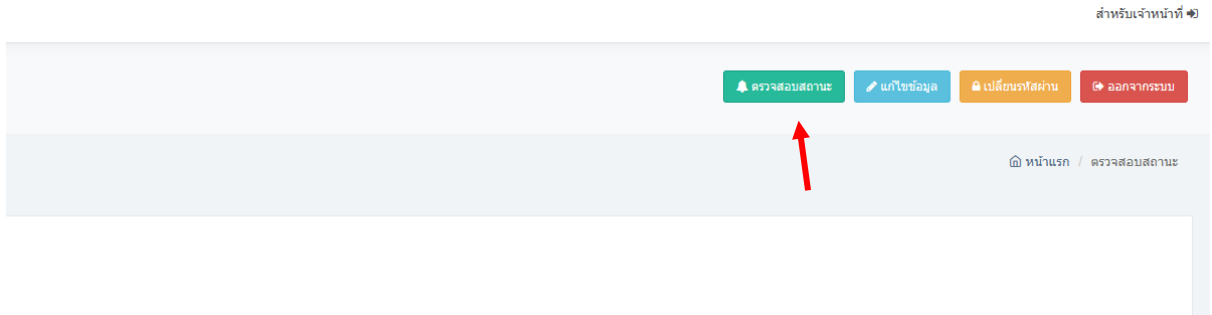 สำหรับเจ้าหน้าที่
ตรวจสอบสถานะ แก้ไขข้อมูล เปลี่ยนรหัสผ่าน ออกจากระบบ
หน้าแรก / ตรวจสอบสถานะ